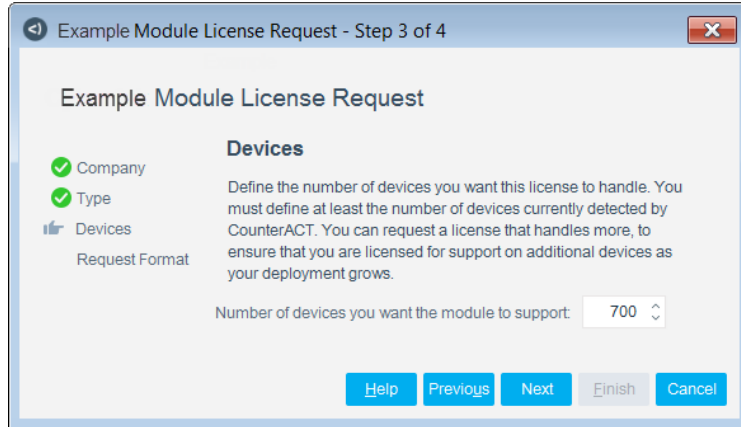 Example Module License Request - Step 3 of 4
Example Module License Request
Company
Type
Devices
Request Format
Devices
Define the number of devices you want this license to handle. You
must define at least the number of devices currently detected by
CounterACT. You can request a license that handles more, to
ensure that you are licensed for support on additional devices as
your deployment grows.
Number of devices you want the module to support: 700
Help Previous Next Finish Cancel